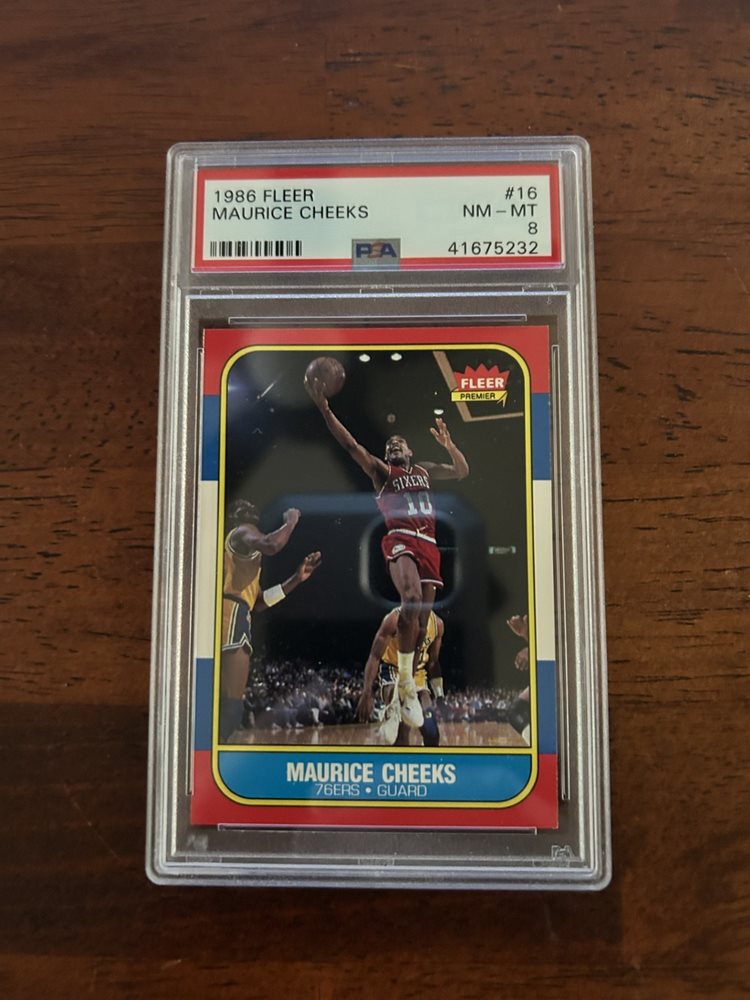 1986 FLEER #16
MAURICE CHEEKS NM - MT
8
PSA 41675232
FLEER
PREMIER
SIXERS
10
MAURICE CHEEKS
76ERS • GUARD